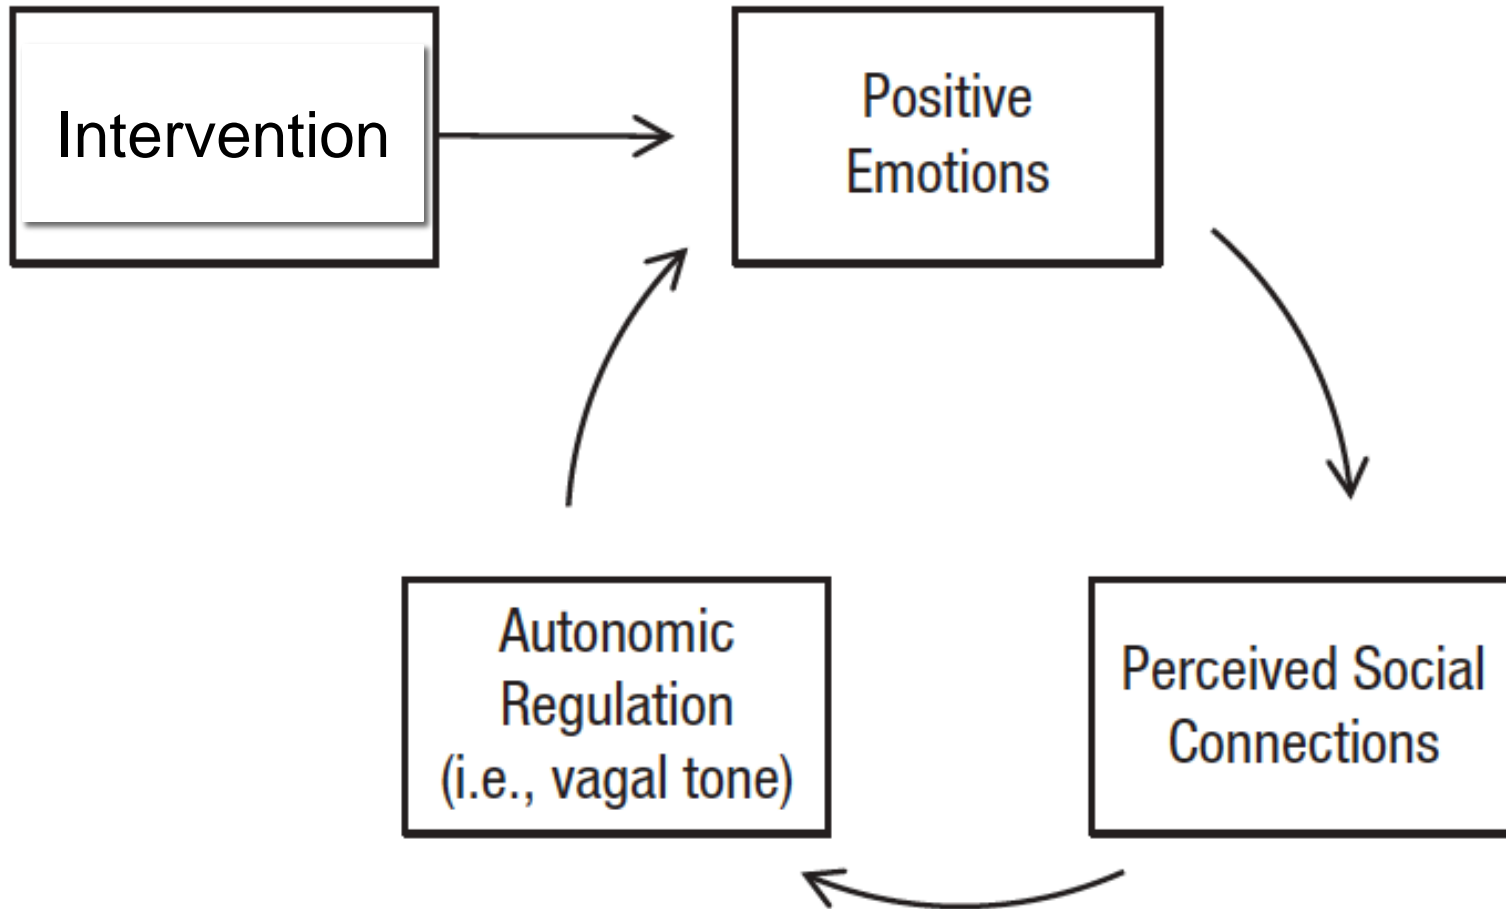 Intervention
Positive
Emotions
Autonomic
Regulation
(i.e., vagal tone)
Perceived Social
Connections